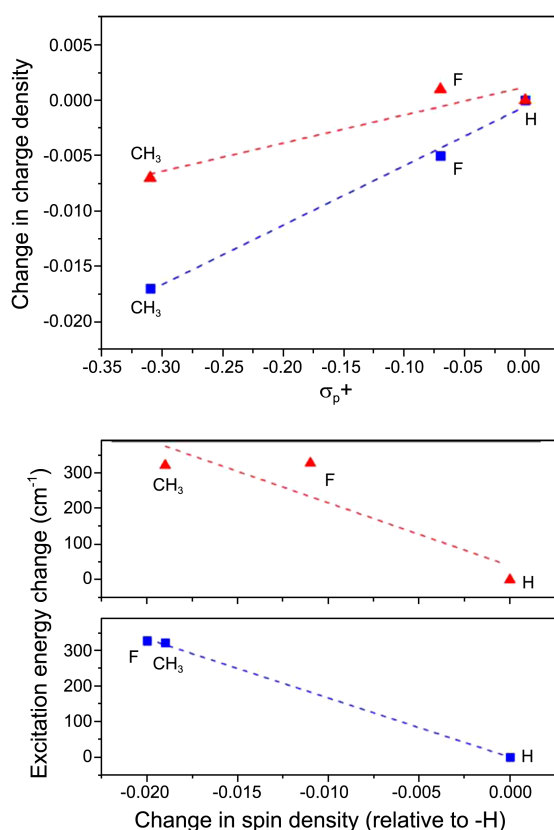 Change in charge density
0.005
0.000
-0.005
-0.010
-0.015
-0.020
F
H
CH₃
F
CH₃
-0.35 -0.30 -0.25 -0.20 -0.15 -0.10 -0.05 0.00
σₚ+
Excitation energy change (cm⁻¹)
300
200
100
0
CH₃
F
H
300
200
100
0
F
CH₃
H
-0.020 -0.015 -0.010 -0.005 0.000
Change in spin density (relative to -H)